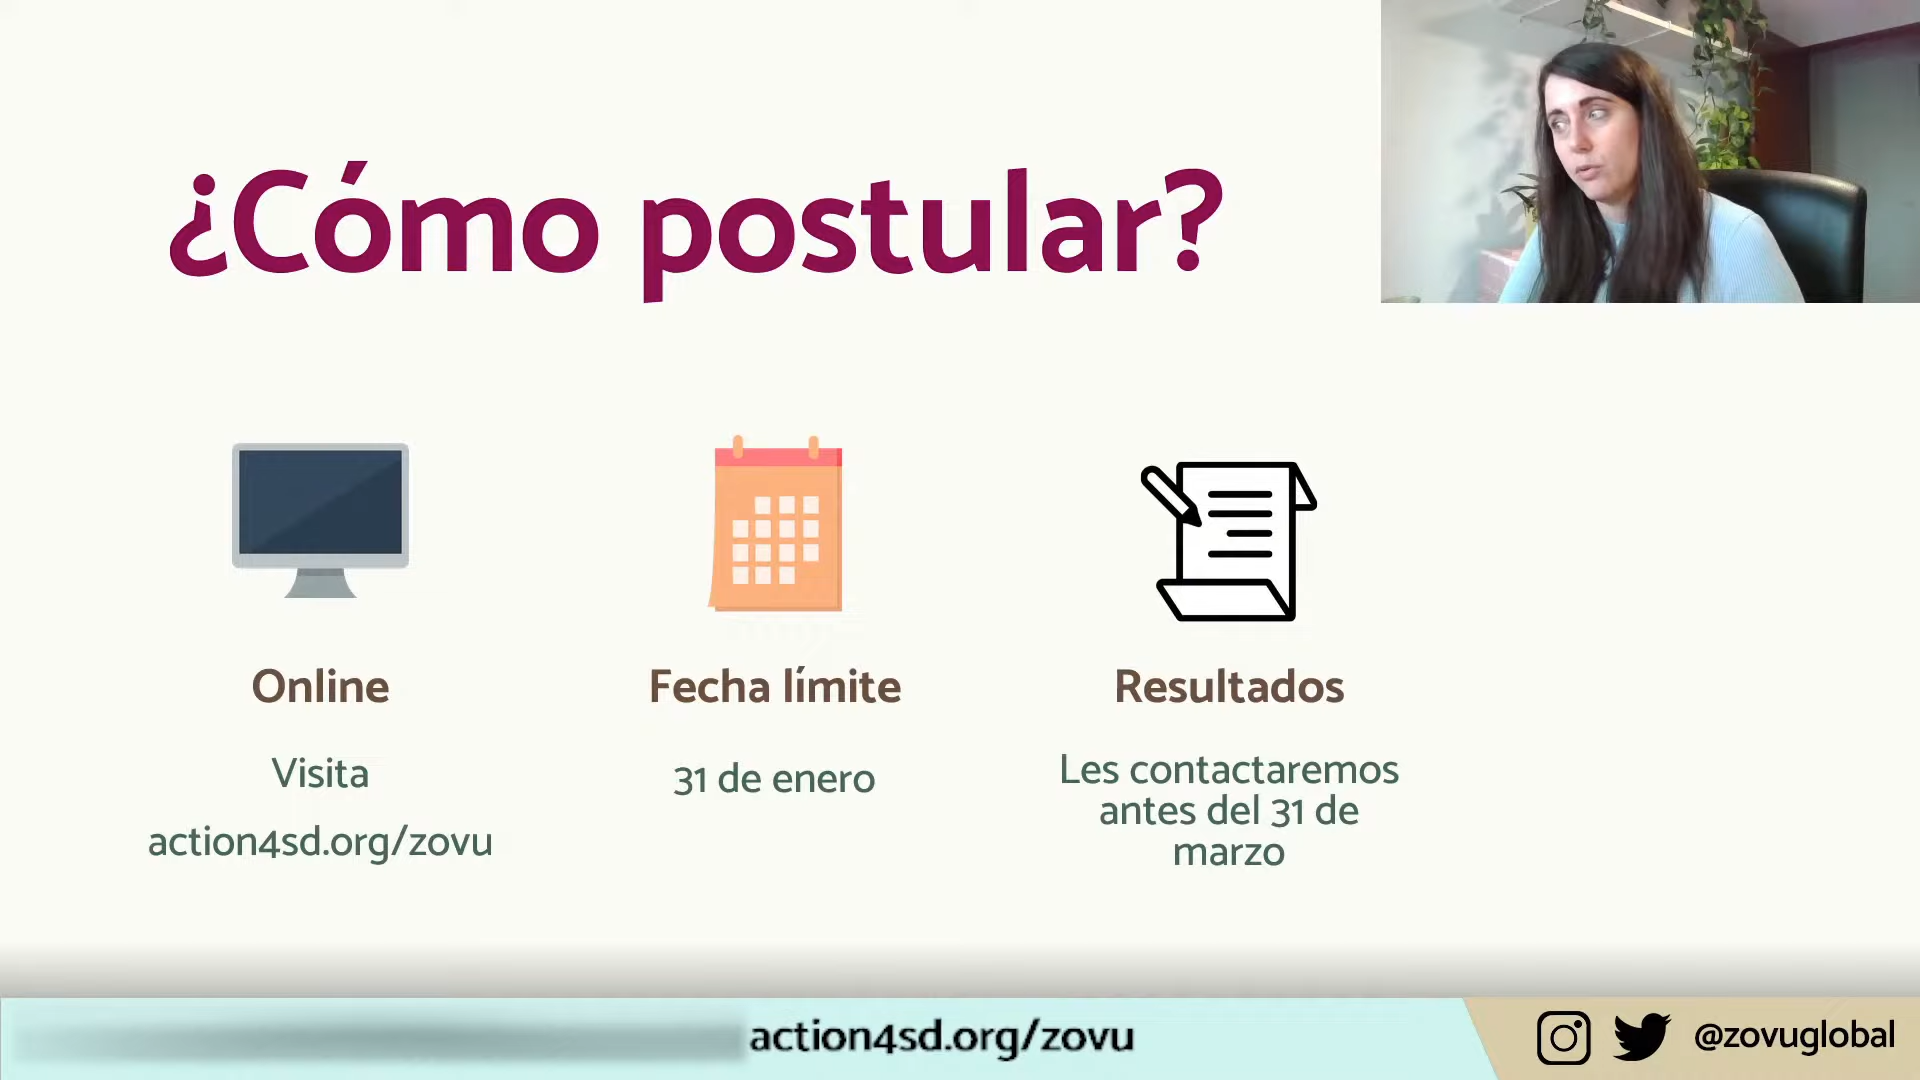 ¿Cómo postular?
Online
Visita
action4sd.org/zovu
Fecha límite
31 de enero
Resultados
Les contactaremos
antes del 31 de
marzo
action4sd.org/zovu
@zovuglobal